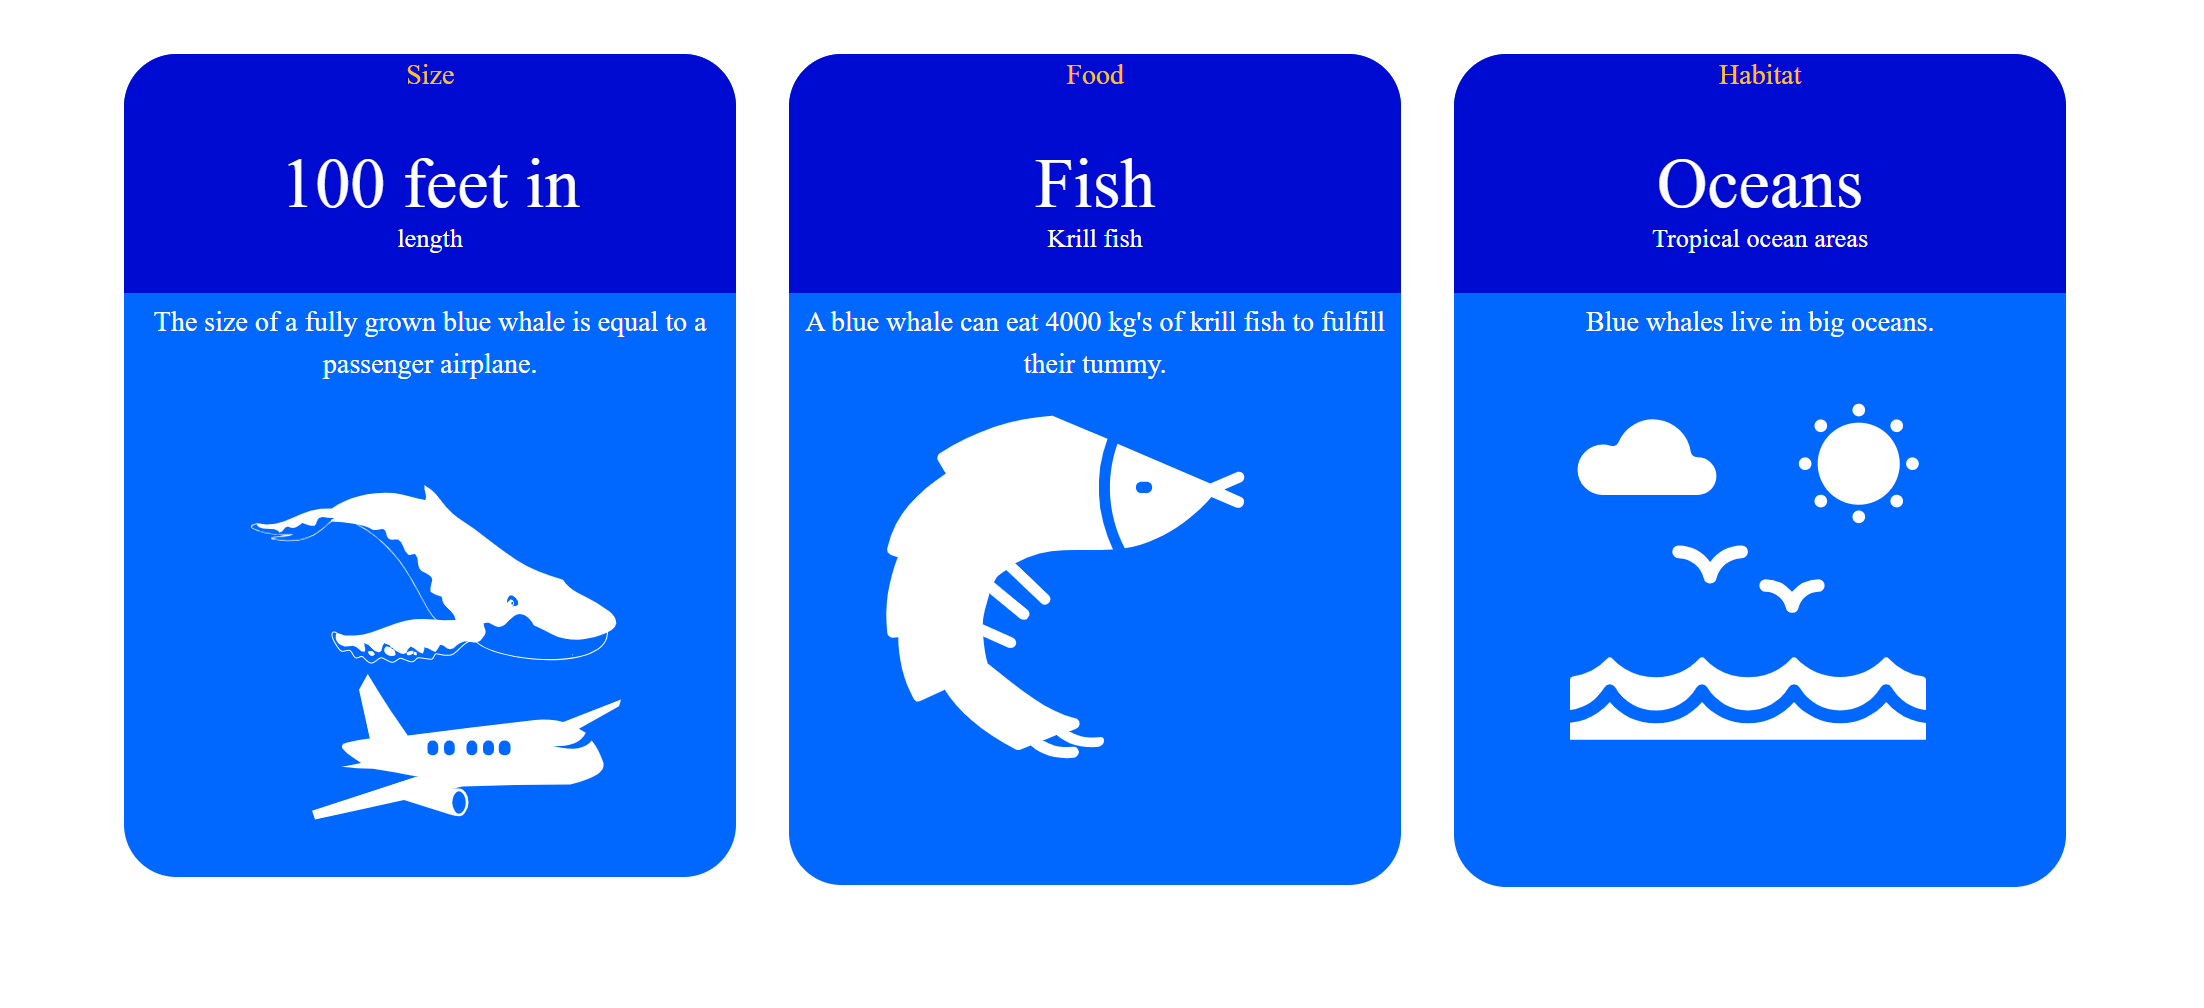 Size
100 feet in
length
The size of a fully grown blue whale is equal to a
passenger airplane.
Food
Fish
Krill fish
A blue whale can eat 4000 kg's of krill fish to fulfill
their tummy.
Habitat
Oceans
Tropical ocean areas
Blue whales live in big oceans.